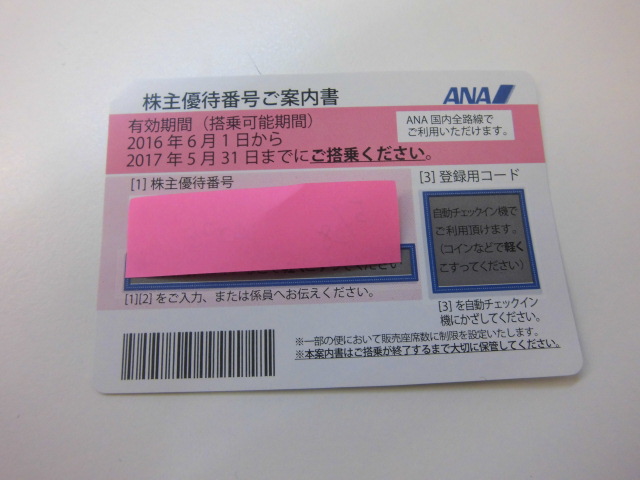 株主優待番号ご案内書
ANA
有効期間（搭乗可能期間）
2016年6月1日から
2017年5月31日までにご搭乗ください。
ANA国内全路線で
ご利用いただけます。
[1] 株主優待番号
[3] 登録用コード
自動チェックイン機で
ご利用頂けます。
（コインなどで軽く
こすってください）
[1][2] をご入力、または係員へお伝えください。
[3] を自動チェックイン
機にかざしてください。
※一部の便において販売座席数に制限を設定いたします。
※本案内書はご搭乗が終了するまで大切に保管してください。